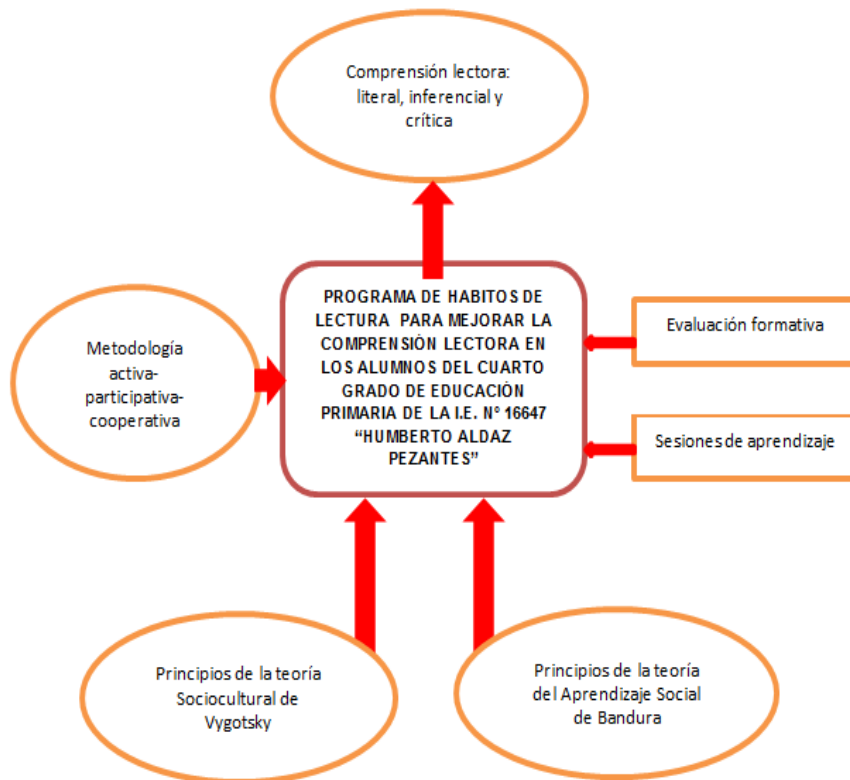 Comprensión lectora:
literal, inferencial y
crítica
PROGRAMA DE HABITOS DE
LECTURA PARA MEJORAR LA
COMPRENSIÓN LECTORA EN
LOS ALUMNOS DEL CUARTO
GRADO DE EDUCACIÓN
PRIMARIA DE LA I.E. N° 16647
“HUMBERTO ALDAZ
PEZANTES”
Metodología
activa-
participativa-
cooperativa
Evaluación formativa
Sesiones de aprendizaje
Principios de la teoría
Sociocultural de
Vygotsky
Principios de la teoría
del Aprendizaje Social
de Bandura